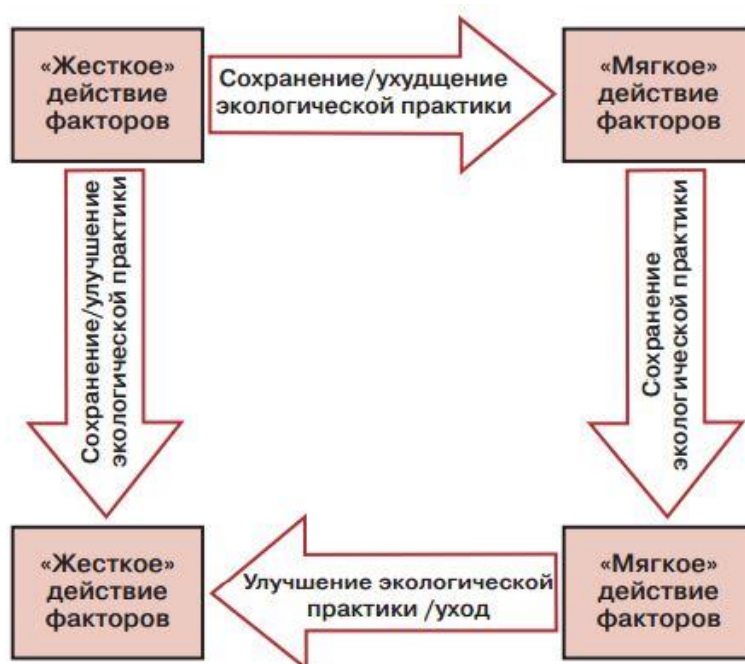 «Жесткое»
действие
факторов
Сохранение/ухудщение
экологической практики
«Мягкое»
действие
факторов
Сохранение/улучшение
экологической практики
Сохранение
экологической практики
«Жесткое»
действие
факторов
Улучшение экологической
практики /уход
«Мягкое»
действие
факторов